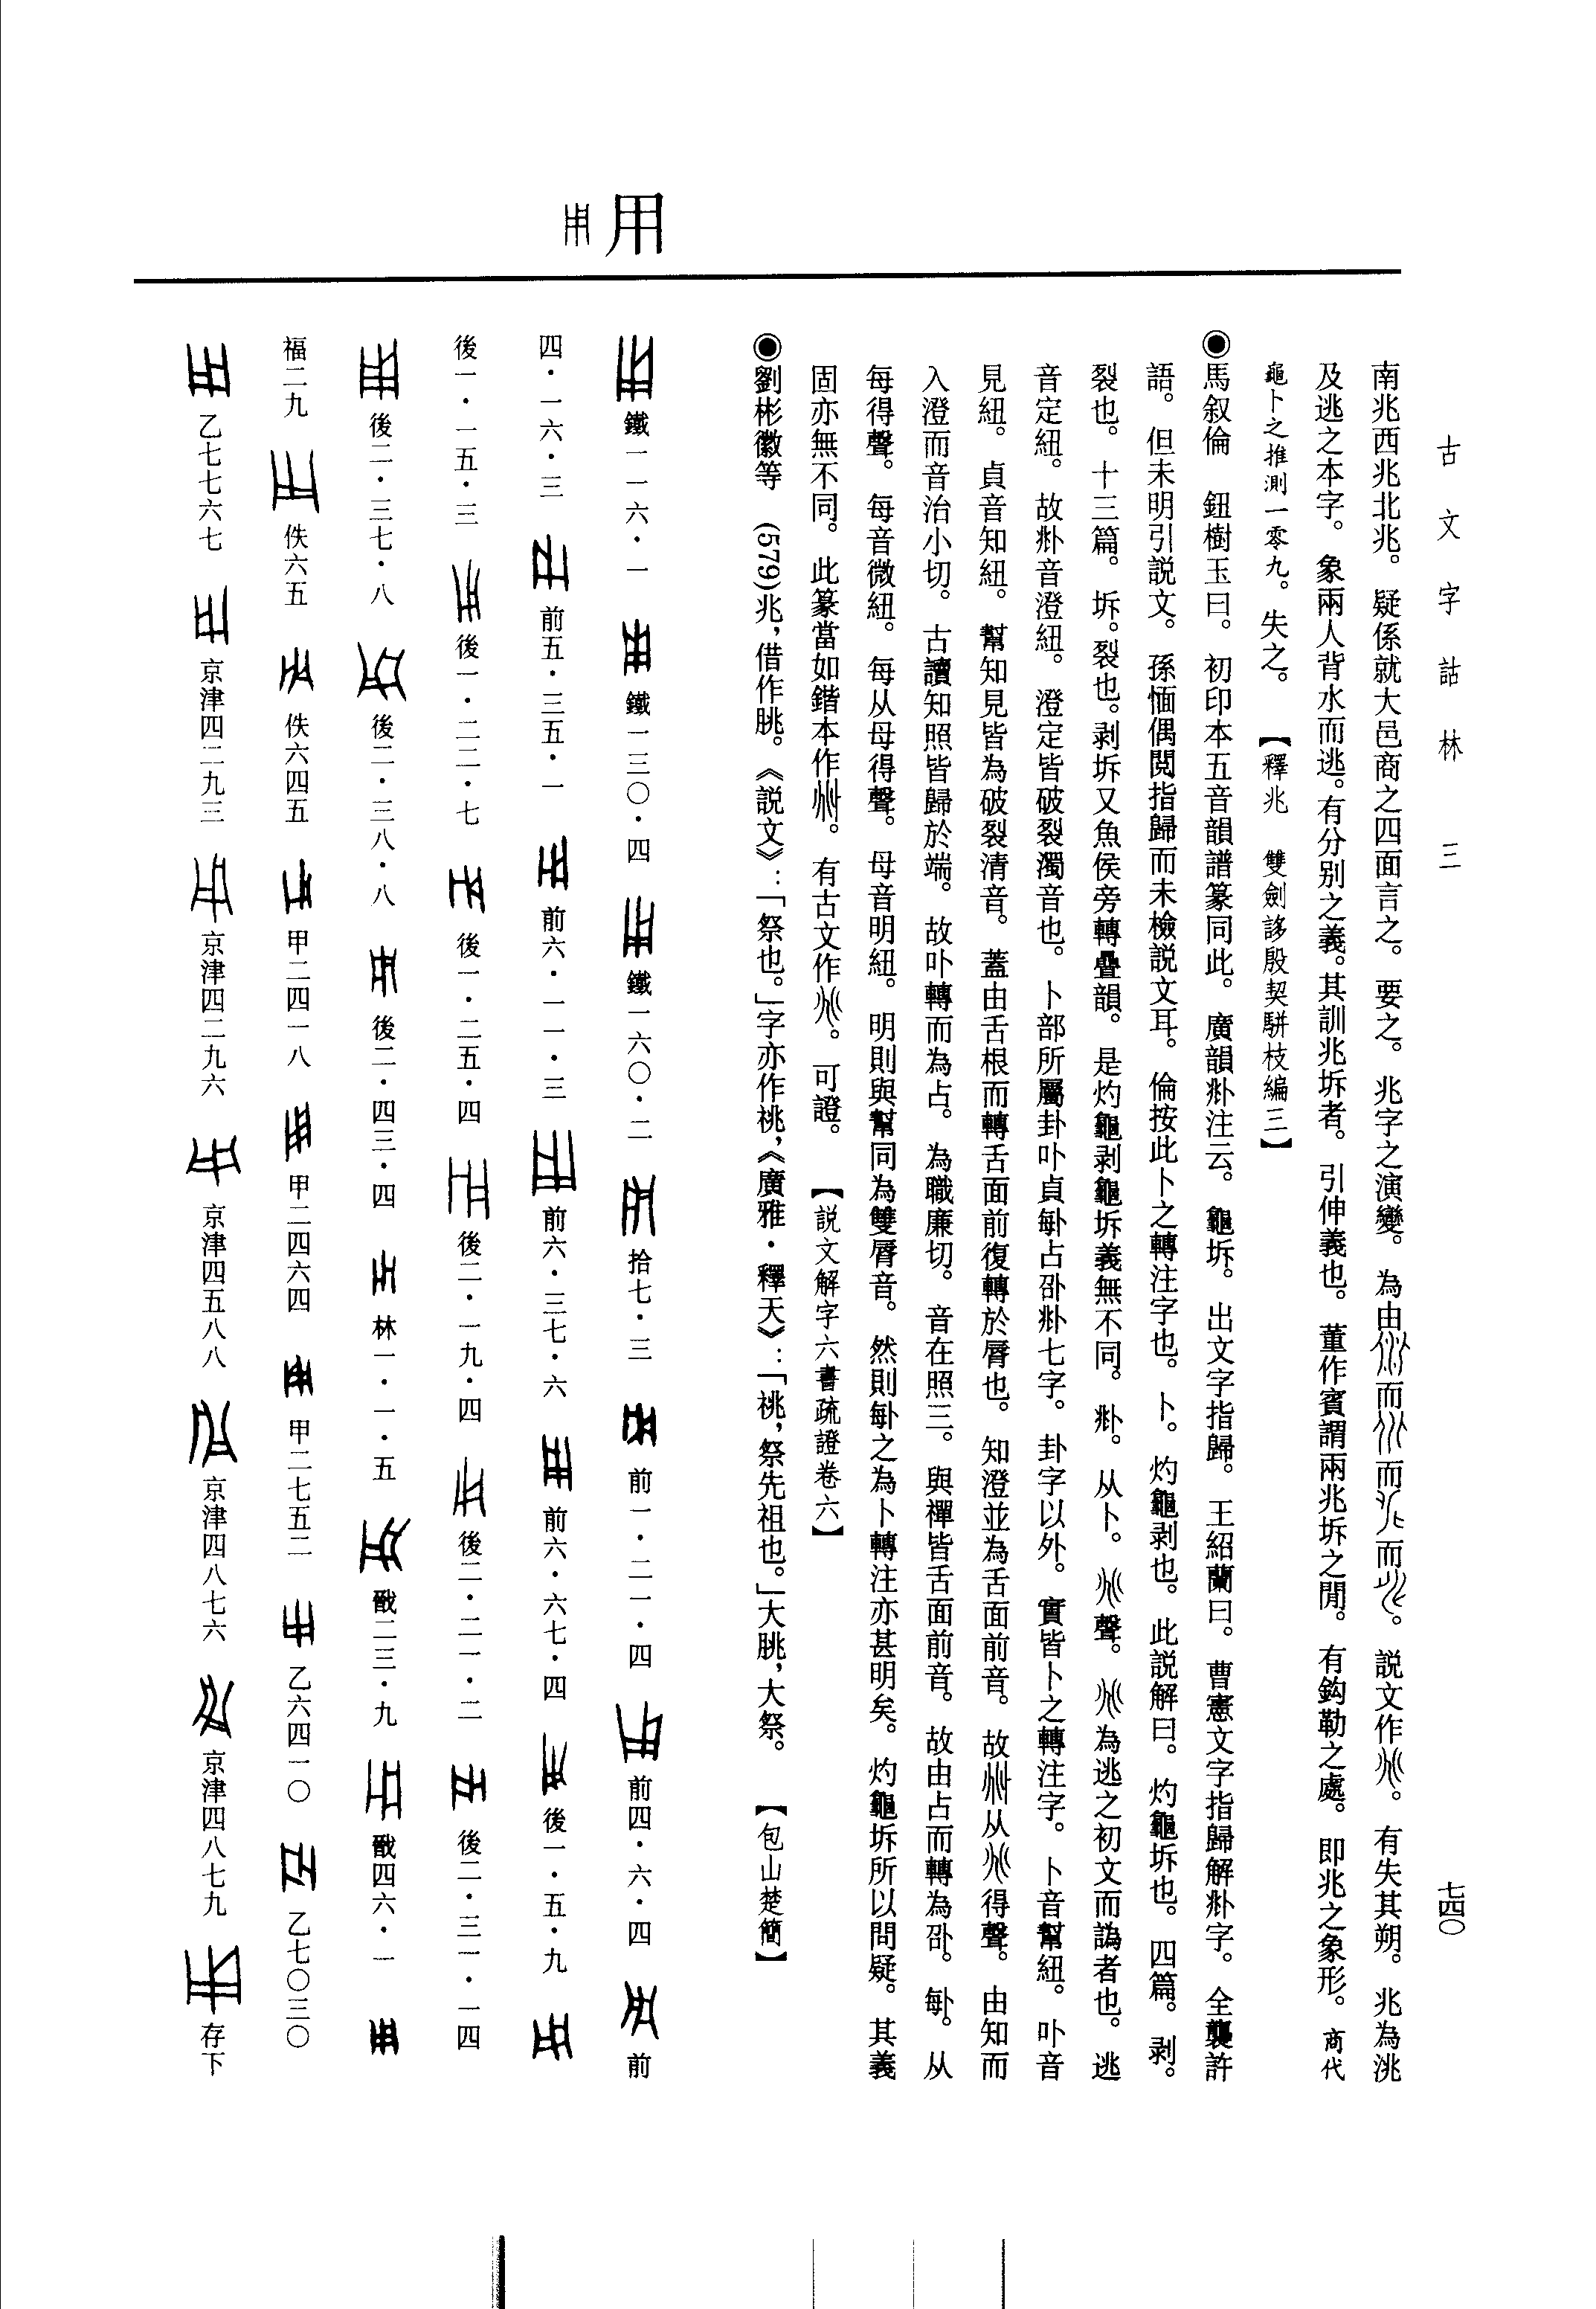 古文字詁林　三
七四〇
南兆西兆北兆。疑係就大邑商之四面言之。要之。兆字之演變。為由而而而。説文作。有失其朔。兆為洮
及逃之本字。象兩人背水而逃。有分別之義。其訓兆坼者。引伸義也。董作賓謂兩兆坼之閒。有鈎勒之處。即兆之象形。商代
龜卜之推測一零九。失之。　【釋兆　雙劍誃殷契駢枝編三】
◉馬叙倫　鈕樹玉曰。初印本五音韻譜篆同此。廣韻𠧞注云。龜坼。出文字指歸。王紹蘭曰。曹憲文字指歸解𠧞字。全襲許
語。但未明引説文。孫愐偶閲指歸而未檢説文耳。倫按此卜之轉注字也。卜。灼龜剥也。此説解曰。灼龜坼也。四篇。剥。
裂也。十三篇。坼。裂也。剥坼又魚侯旁轉疊韻。是灼龜剥龜坼義無不同。𠧞。从卜。聲。為逃之初文而譌者也。逃
音定紐。故𠧞音澄紐。澄定皆破裂濁音也。卜部所屬卦卟貞𠧩占卲𠧞七字。卦字以外。實皆卜之轉注字。卜音幫紐。卟音
見紐。貞音知紐。幫知見皆為破裂清音。蓋由舌根而轉舌面前復轉於脣也。知澄並為舌面前音。故从得聲。由知而
入澄而音治小切。古讀知照皆歸於端。故卟轉而為占。為職廉切。音在照三。與禪皆舌面前音。故由占而轉為卲。𠧩。从
每得聲。每音微紐。每从母得聲。母音明紐。明則與幫同為雙脣音。然則𠧩之為卜轉注亦甚明矣。灼龜坼所以問疑。其義
固亦無不同。此篆當如鍇本作。有古文作。可證。　【説文解字六書疏證卷六】
◉劉彬徽等　(579)兆，借作朓。《説文》：「祭也。」字亦作祧，《廣雅·釋天》：「祧，祭先祖也。」大朓，大祭。　【包山楚簡】
用
鐵一一六·一　鐵一三〇·四　鐵一六〇·二　拾七·三　前一·二一·四　前四·六·四　前
四·一六·三　前五·三五·一　前六·一一·三　前六·三七·六　前六·六七·四　後一·五·九
後一·一五·三　後一·二二·七　後一·二五·四　後二·一九·四　後二·二一·二　後二·三一·一四
後二·三七·八　後二·三八·八　後二·四三·四　林一·一·五　戩二三·九　戩四六·一
福二九　佚六五　佚六四五　甲二四一八　甲二四六四　甲二七五二　乙六四一〇　乙七〇三〇
乙七七六七　京津四二九三　京津四二九六　京津四五八八　京津四八七六　京津四八七九　存下